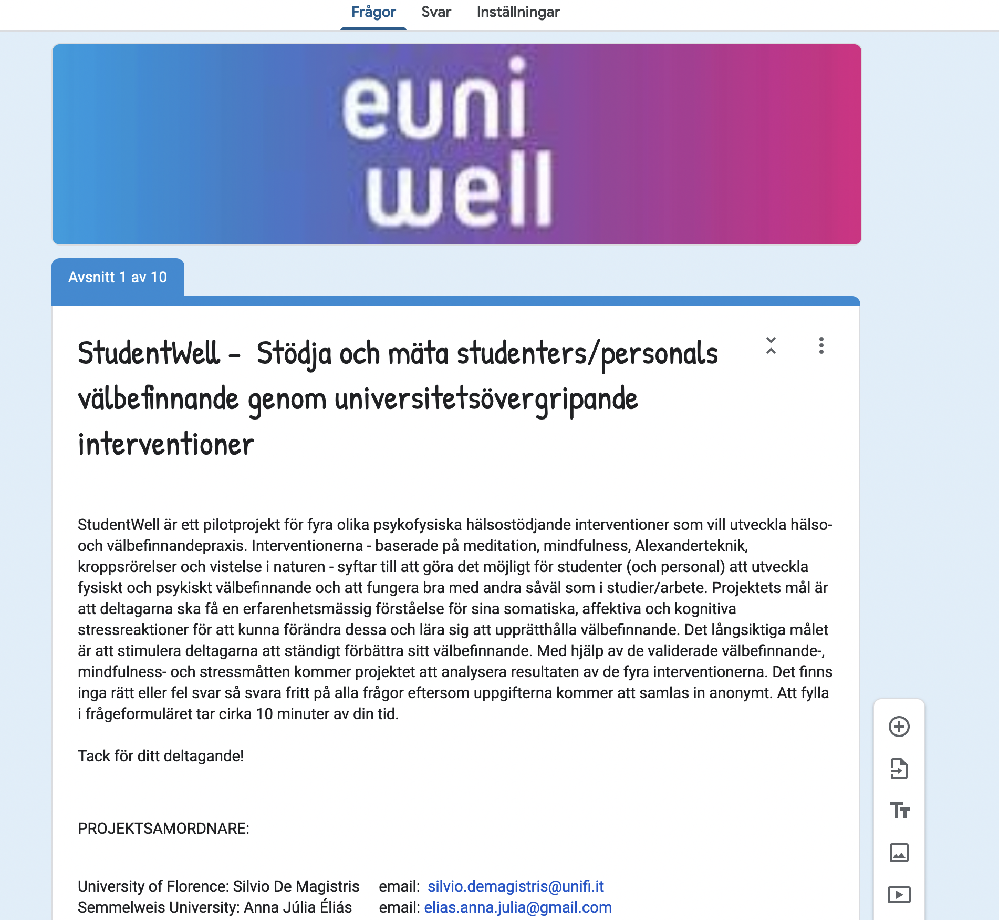 Frågor Svar Inställningar
euni
well
Avsnitt 1 av 10
StudentWell -  Stödja och mäta studenters/personals
välbefinnande genom universitetsövergripande
interventioner
StudentWell är ett pilotprojekt för fyra olika psykofysiska hälsostödjande interventioner som vill utveckla hälso-
och välbefinnandepraxis. Interventionerna - baserade på meditation, mindfulness, Alexanderteknik,
kroppsrörelser och vistelse i naturen - syftar till att göra det möjligt för studenter (och personal) att utveckla
fysiskt och psykiskt välbefinnande och att fungera bra med andra såväl som i studier/arbete. Projektets mål är
att deltagarna ska få en erfarenhetsmässig förståelse för sina somatiska, affektiva och kognitiva
stressreaktioner för att kunna förändra dessa och lära sig att upprätthålla välbefinnande. Det långsiktiga målet
är att stimulera deltagarna att ständigt förbättra sitt välbefinnande. Med hjälp av de validerade välbefinnande-,
mindfulness- och stressmåtten kommer projektet att analysera resultaten av de fyra interventionerna. Det finns
inga rätt eller fel svar så svara fritt på alla frågor eftersom uppgifterna kommer att samlas in anonymt. Att fylla
i frågeformuläret tar cirka 10 minuter av din tid.
Tack för ditt deltagande!
PROJEKTSAMORDNARE:
University of Florence: Silvio De Magistris email: silvio.demagistris@unifi.it
Semmelweis University: Anna Júlia Éliás email: elias.anna.julia@gmail.com